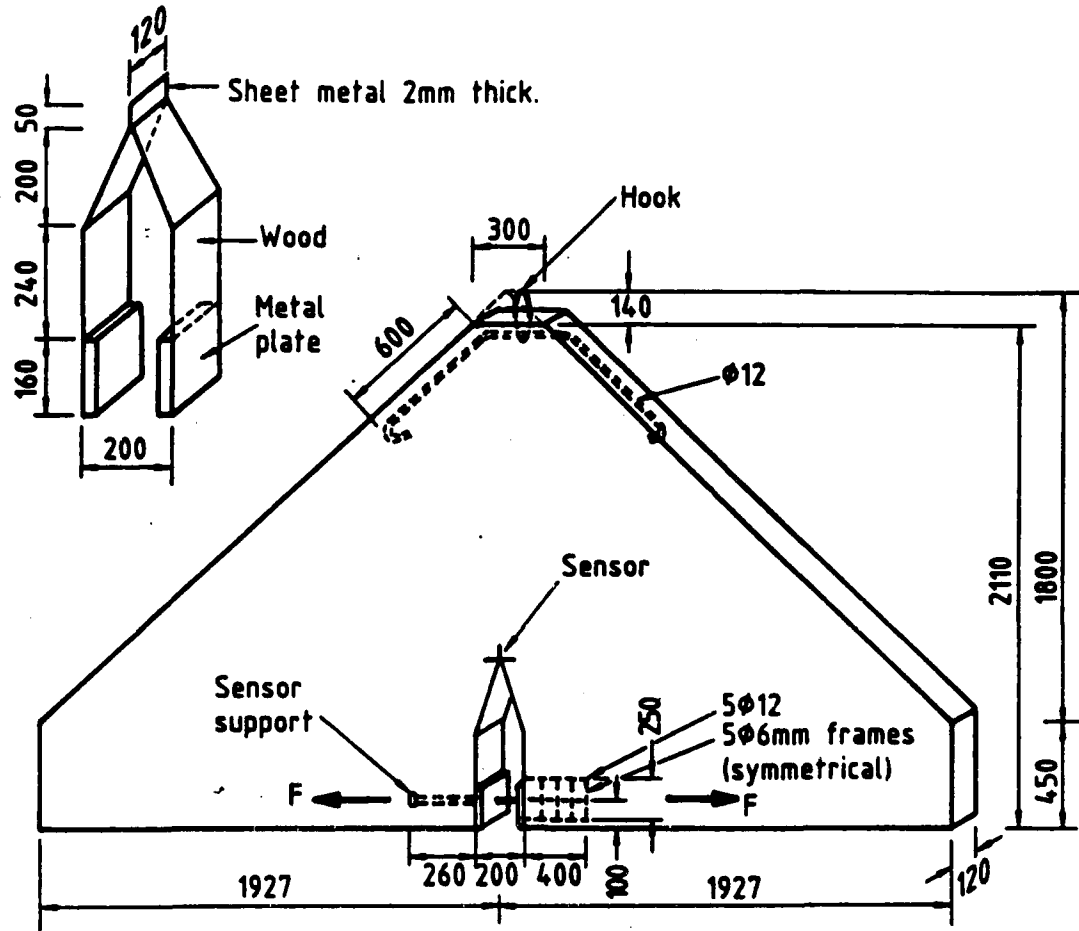 120
Sheet metal 2mm thick.
50
200
240
160
Wood
Metal
plate
200
Hook
300
140
600
ϕ12
Sensor
2110
1800
450
Sensor
support
250
5ϕ12
5ϕ6mm frames
(symmetrical)
F
F
260 200 400
100
120
1927
1927